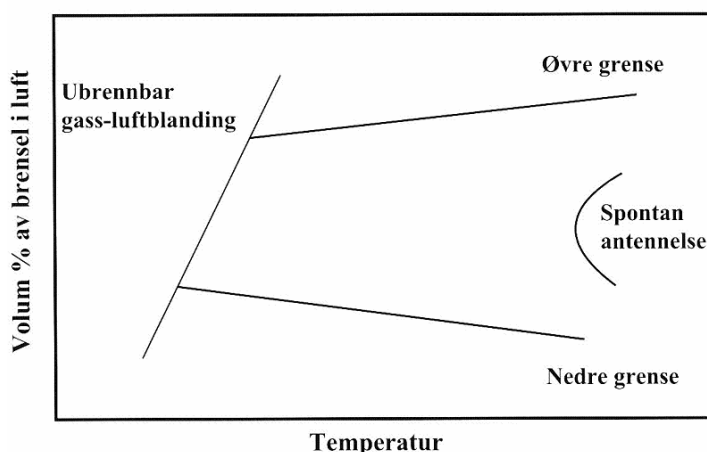 Volum % av brensel i luft
Ubrennbar
gass-luftblanding
Øvre grense
Spontan
antennelse
Nedre grense
Temperatur